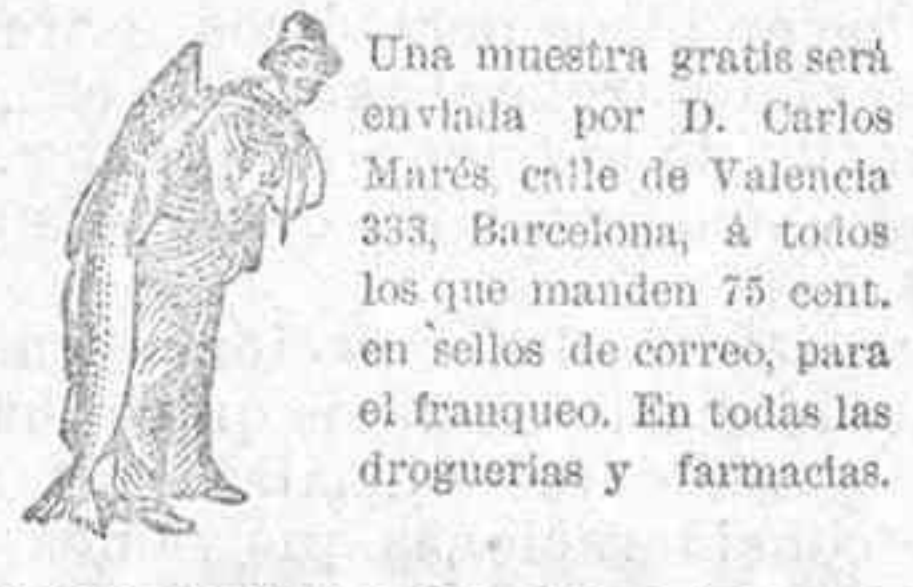 Una muestra gratis será
enviada por D. Carlos
Marés, calle de Valencia
333, Barcelona, á todos
los que manden 75 cent.
en sellos de correo, para
el franqueo. En todas las
droguerías y farmacias.